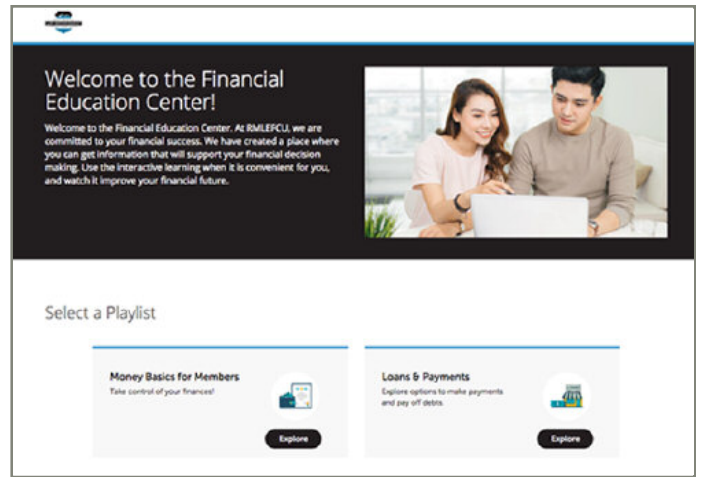 Welcome to the Financial
Education Center!
Welcome to the Financial Education Center. At RMLEFCU, we are
committed to your financial success. We have created a place where
you can get information that will support your financial decision
making. Use the interactive learning when it is convenient for you,
and watch it improve your financial future.
Select a Playlist
Money Basics for Members
Take control of your finances!
Explore
Loans & Payments
Explore options to make payments
and pay off debts.
Explore